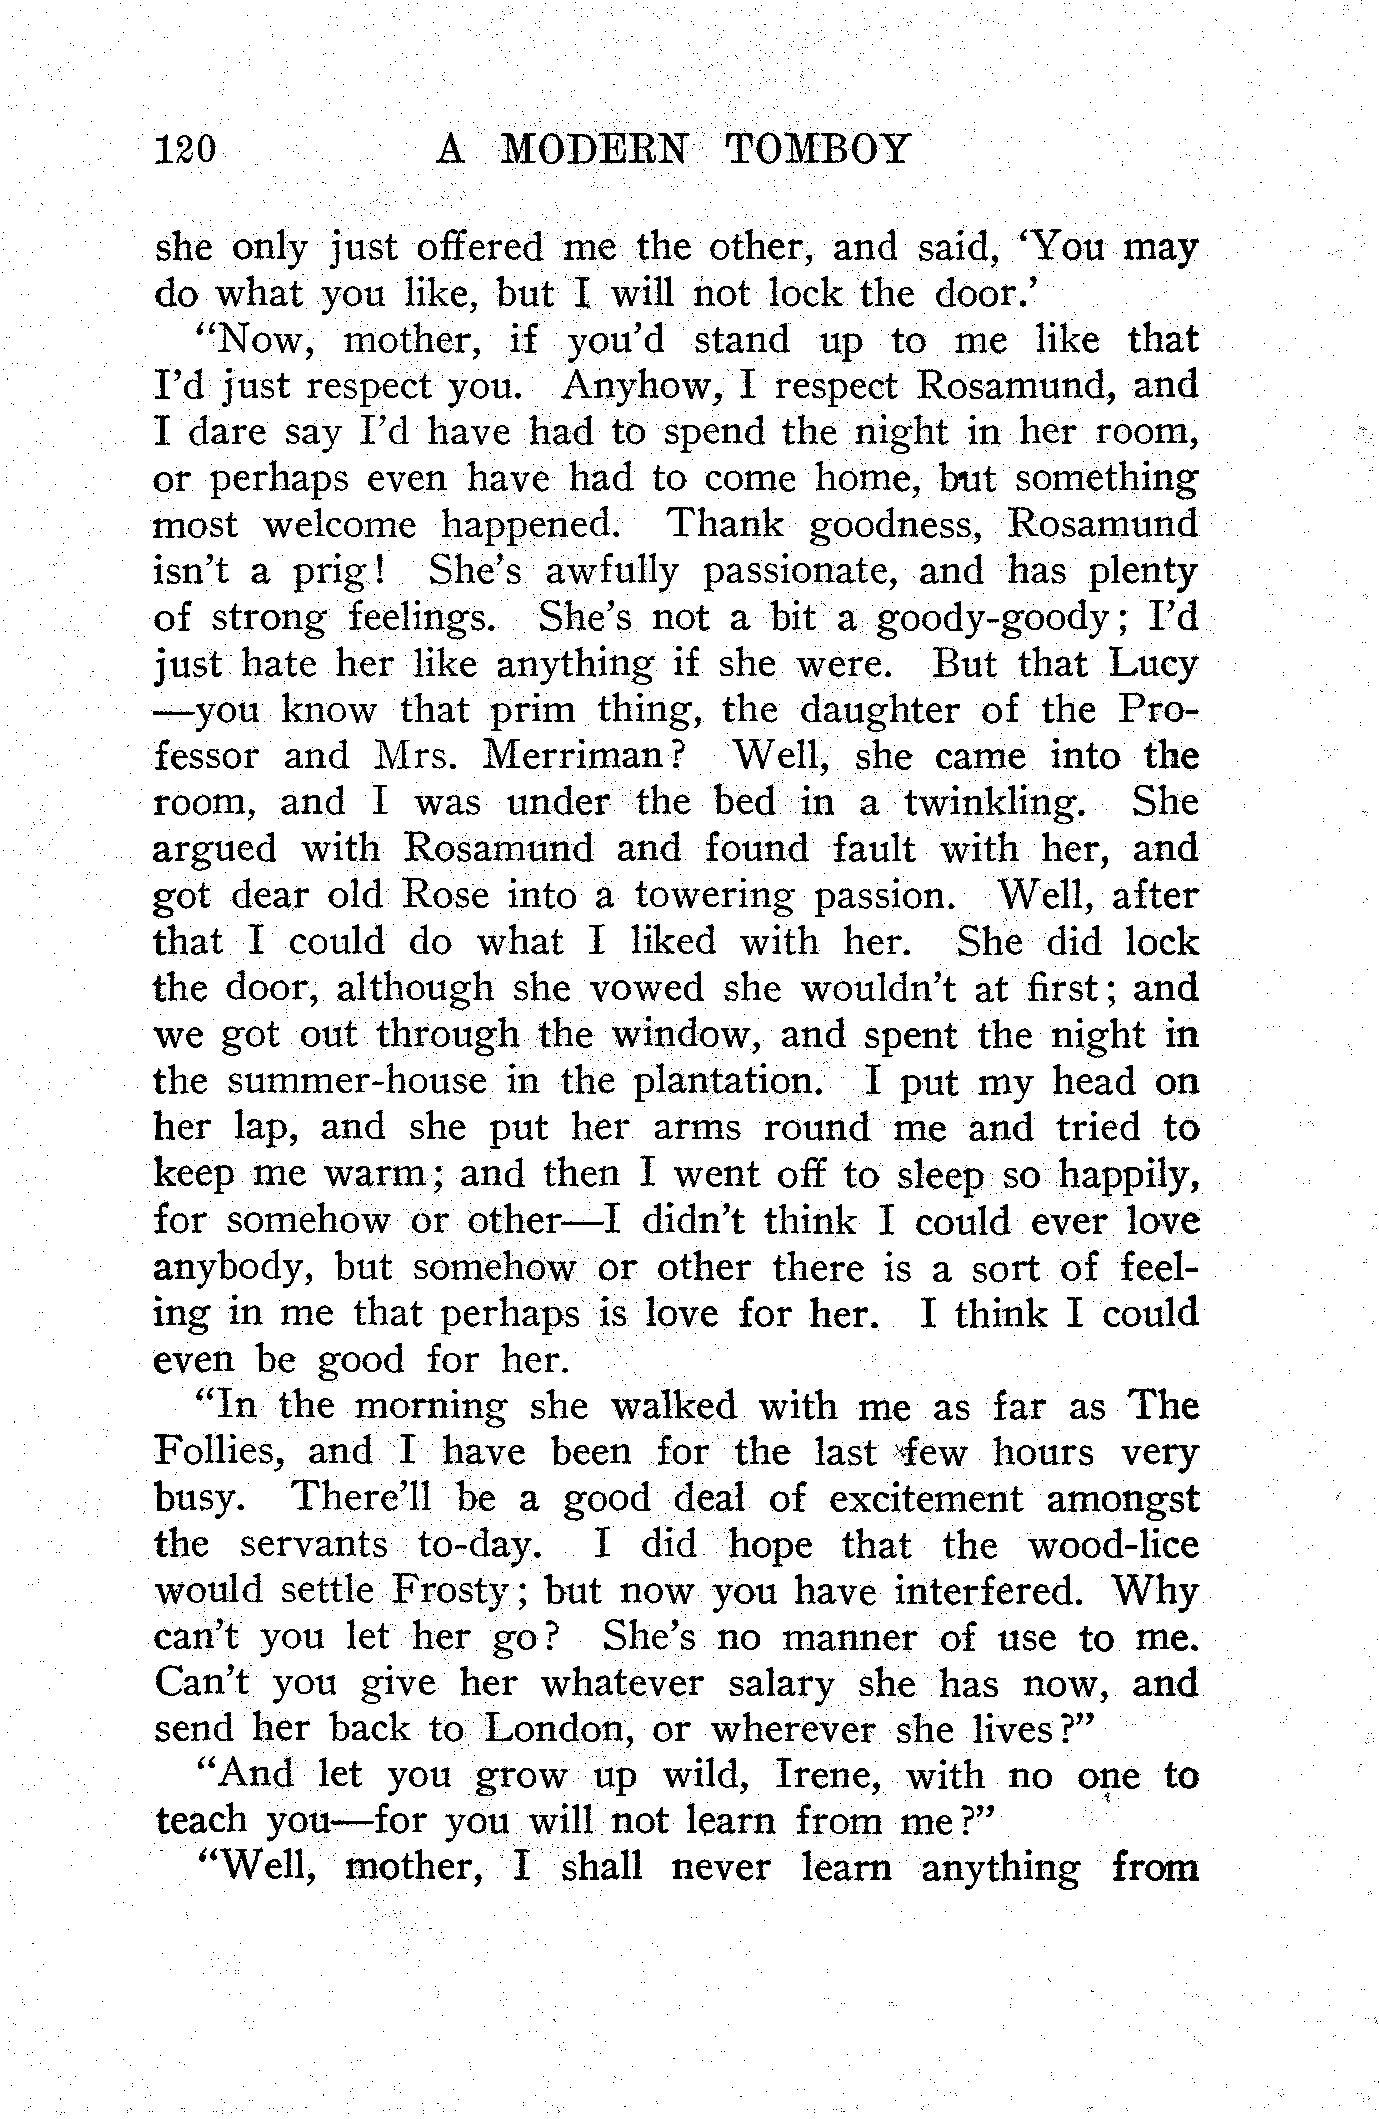 120 A MODERN TOMBOY
she only just offered me the other, and said, ‘You may
do what you like, but I will not lock the door.’
“Now, mother, if you’d stand up to me like that
I’d just respect you. Anyhow, I respect Rosamund, and
I dare say I’d have had to spend the night in her room,
or perhaps even have had to come home, but something
most welcome happened. Thank goodness, Rosamund
isn’t a prig! She’s awfully passionate, and has plenty
of strong feelings. She’s not a bit a goody-goody; I’d
just hate her like anything if she were. But that Lucy
—you know that prim thing, the daughter of the Pro-
fessor and Mrs. Merriman? Well, she came into the
room, and I was under the bed in a twinkling. She
argued with Rosamund and found fault with her, and
got dear old Rose into a towering passion. Well, after
that I could do what I liked with her. She did lock
the door, although she vowed she wouldn’t at first; and
we got out through the window, and spent the night in
the summer-house in the plantation. I put my head on
her lap, and she put her arms round me and tried to
keep me warm; and then I went off to sleep so happily,
for somehow or other—I didn’t think I could ever love
anybody, but somehow or other there is a sort of feel-
ing in me that perhaps is love for her. I think I could
even be good for her.
“In the morning she walked with me as far as The
Follies, and I have been for the last few hours very
busy. There’ll be a good deal of excitement amongst
the servants to-day. I did hope that the wood-lice
would settle Frosty; but now you have interfered. Why
can’t you let her go? She’s no manner of use to me.
Can’t you give her whatever salary she has now, and
send her back to London, or wherever she lives?”
“And let you grow up wild, Irene, with no one to
teach you—for you will not learn from me?”
“Well, mother, I shall never learn anything from